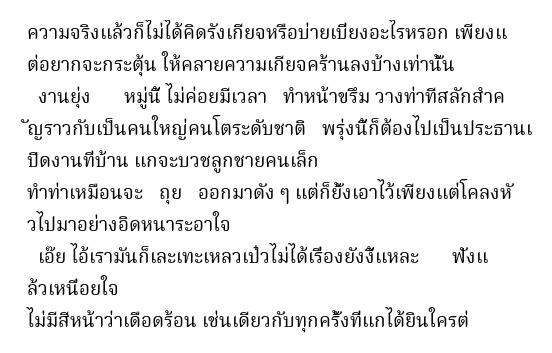 ความจริงแล้วก็ไม่ได้คิดรังเกียจหรือบ่ายเบี่ยงอะไรหรอก เพียงแ
ต่อยากจะกระตุ้น ให้คลายความเกียจคร้านลงบ้างเท่านั้น
งานยุ่ง หมู่นี้ ไม่ค่อยมีเวลา ทำหน้าขรึม วางท่าทีสลักสำค
ัญราวกับเป็นคนใหญ่คนโตระดับชาติ พรุ่งนี้ก็ต้องไปเป็นประธานเ
ปิดงานที่บ้าน แกจะบวชลูกชายคนเล็ก
ทำท่าเหมือนจะ ถุย ออกมาดัง ๆ แต่ก็ยั้งเอาไว้เพียงแต่โคลงหั
วไปมาอย่างอิดหนาระอาใจ
เอ๊ย ไอ้เรามันก็เละเทะเหลวเป๋วไม่ได้เรื่องยังงี้แหละ ฟังแ
ล้วเหนื่อยใจ
ไม่มีสีหน้าว่าเดือดร้อน เช่นเดียวกับทุกครั้งที่แกได้ยินใครต่